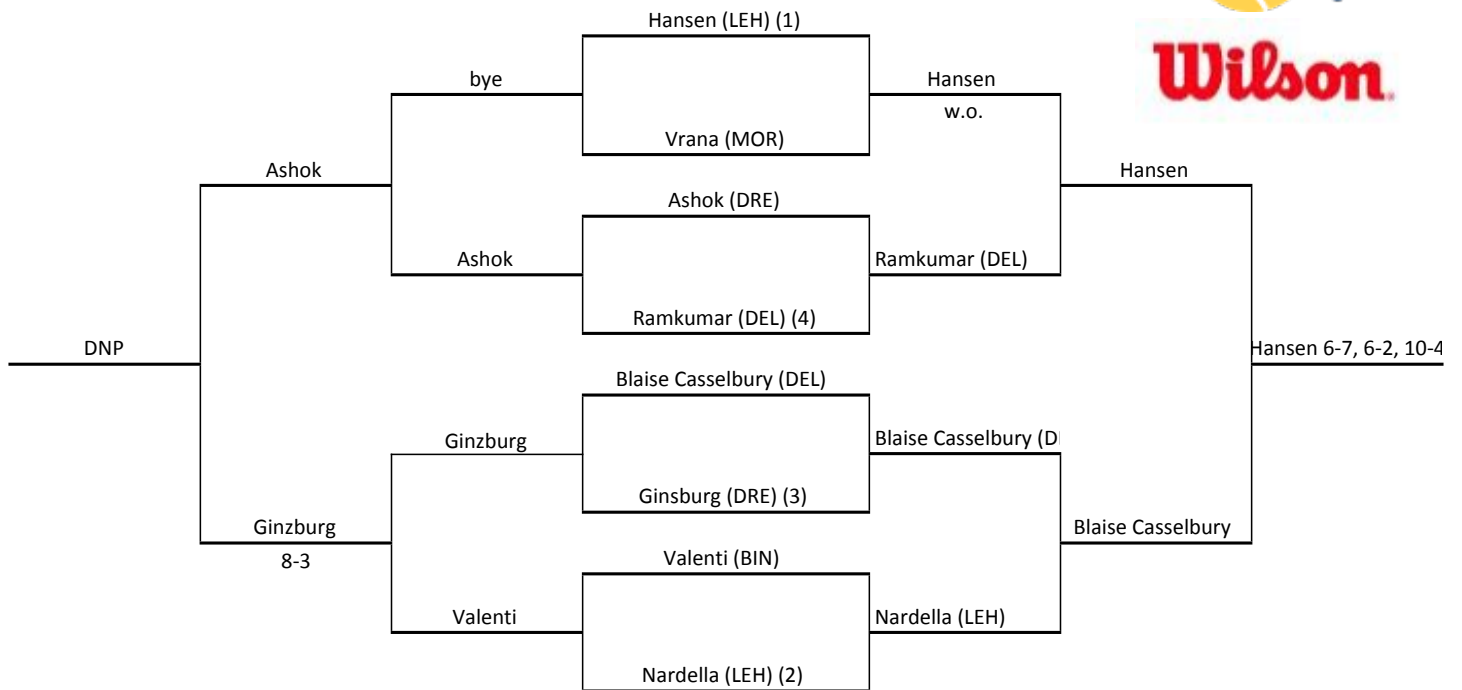 Hansen (LEH) (1)
Wilson
bye
Hansen
w.o.
Vrana (MOR)
Ashok
Hansen
Ashok (DRE)
Ashok
Ramkumar (DEL)
Ramkumar (DEL) (4)
DNP
Hansen 6-7, 6-2, 10-4
Blaise Casselbury (DEL)
Ginzburg
Blaise Casselbury (D
Ginsburg (DRE) (3)
Ginzburg
8-3
Blaise Casselbury
Valenti (BIN)
Valenti
Nardella (LEH)
Nardella (LEH) (2)